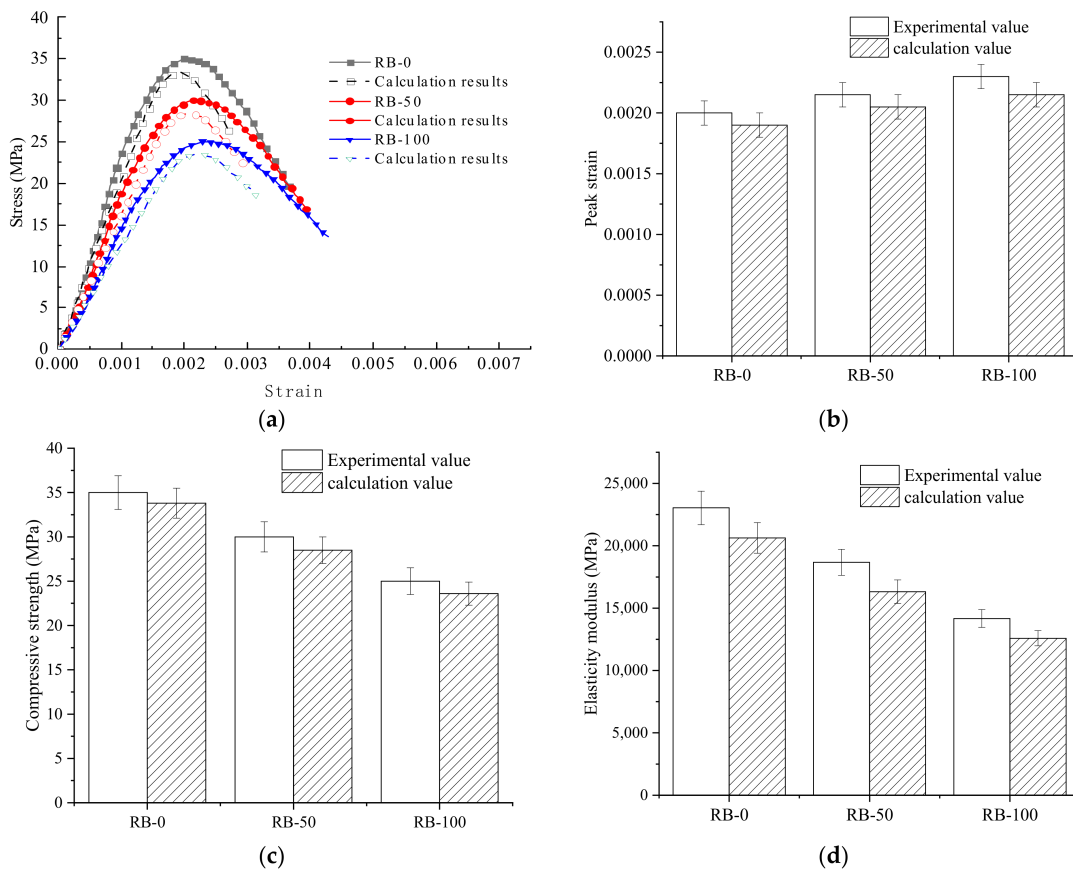 40
35
30
25
20
15
10
5
0
Stress (MPa)
RB-0
Calculation results
RB-50
Calculation results
RB-100
Calculation results
0.000 0.001 0.002 0.003 0.004 0.005 0.006 0.007
Strain
(a)
Experimental value
calculation value
0.0025
0.0020
0.0015
0.0010
0.0005
0.0000
Peak strain
RB-0 RB-50 RB-100
(b)
40
35
30
25
20
15
10
5
0
Compressive strength (MPa)
Experimental value
calculation value
RB-0 RB-50 RB-100
(c)
25,000
20,000
15,000
10,000
5,000
0
Elasticity modulus (MPa)
Experimental value
calculation value
RB-0 RB-50 RB-100
(d)